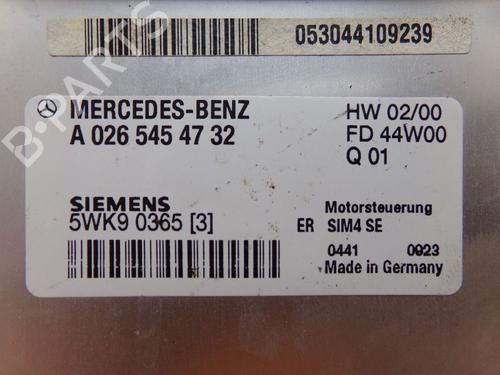 053044109239
MERCEDES-BENZ
A 026 545 47 32
HW 02/00
FD 44W00
Q 01
SIEMENS
5WK9 0365 [3]
Motorsteuerung
ER SIM4 SE
0441 0923
Made in Germany
B-PARTS